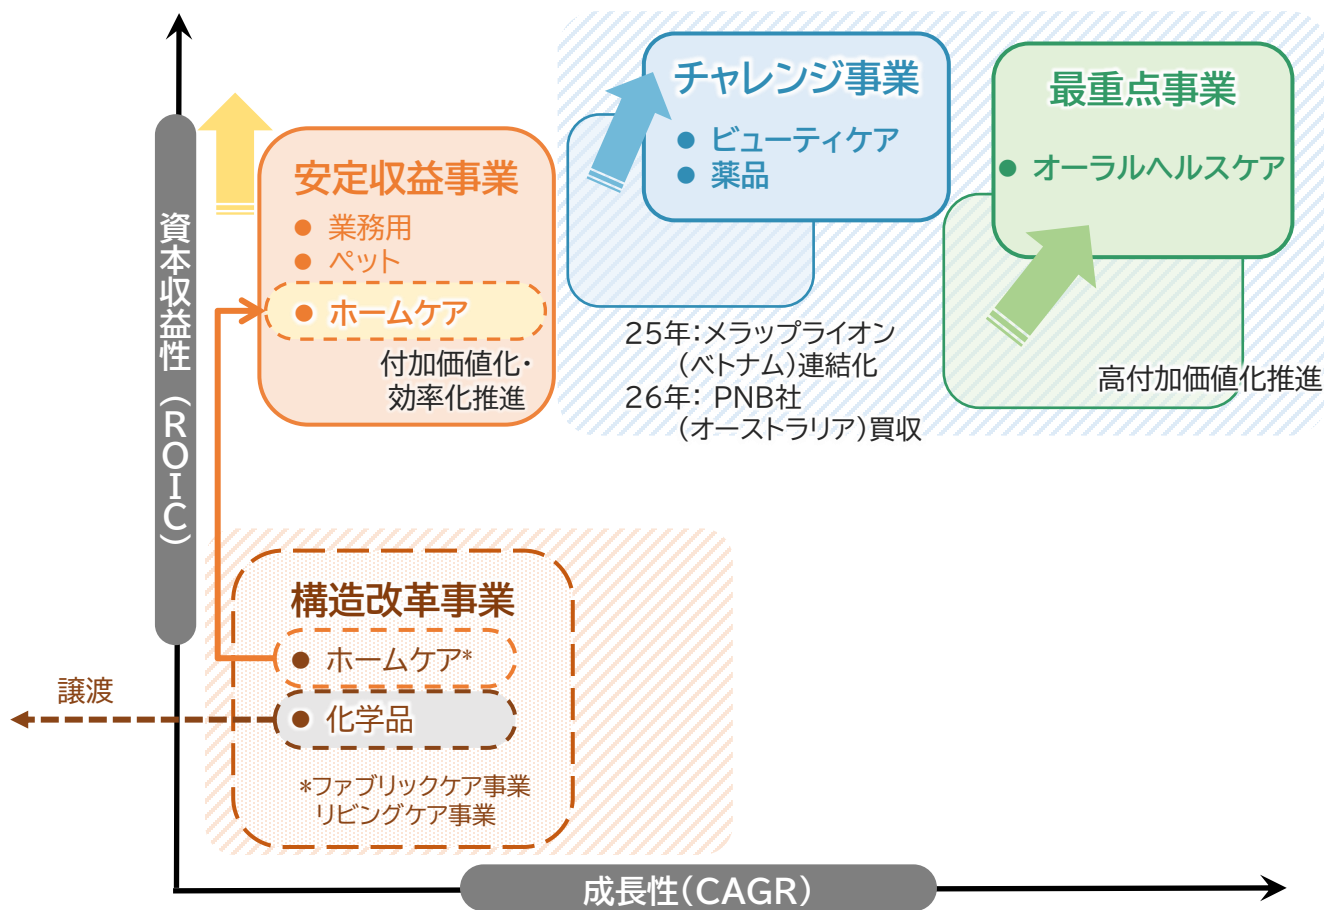 チャレンジ事業
● ビューティケア
● 薬品
最重点事業
● オーラルヘルスケア
安定収益事業
● 業務用
● ペット
● ホームケア
付加価値化・
効率化推進
25年：メラップライオン
（ベトナム）連結化
26年： PNB社
（オーストラリア）買収
高付加価値化推進
資本収益性（ROIC）
構造改革事業
● ホームケア*
● 化学品
*ファブリックケア事業
リビングケア事業
譲渡
成長性（CAGR）